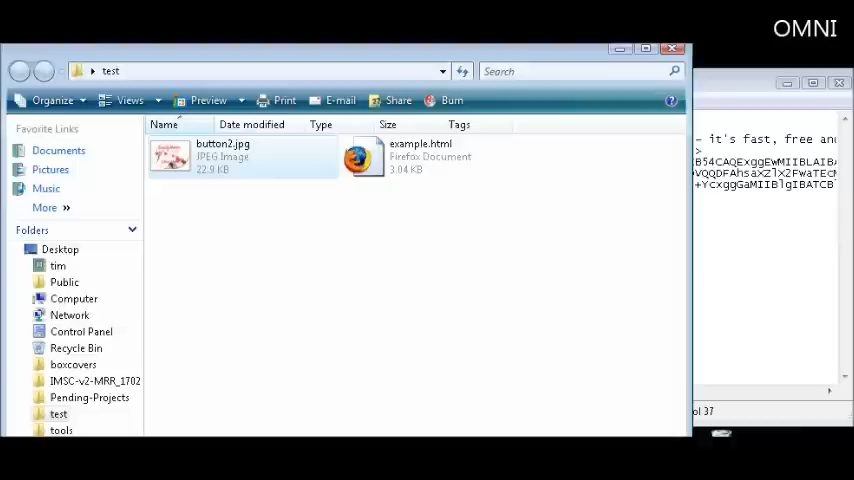 OMNI
test
Search
Organize Views Preview Print E-mail Share Burn
Favorite Links
Documents
Pictures
Music
More »
Folders
Desktop
tim
Public
Computer
Network
Control Panel
Recycle Bin
boxcovers
IMSC-v2-MRR_1702
Pending-Projects
test
tools
Name Date modified Type Size Tags
button2.jpg
JPEG Image
22.9 KB
example.html
Firefox Document
3.04 KB
- it's fast, free and
>
ol 37